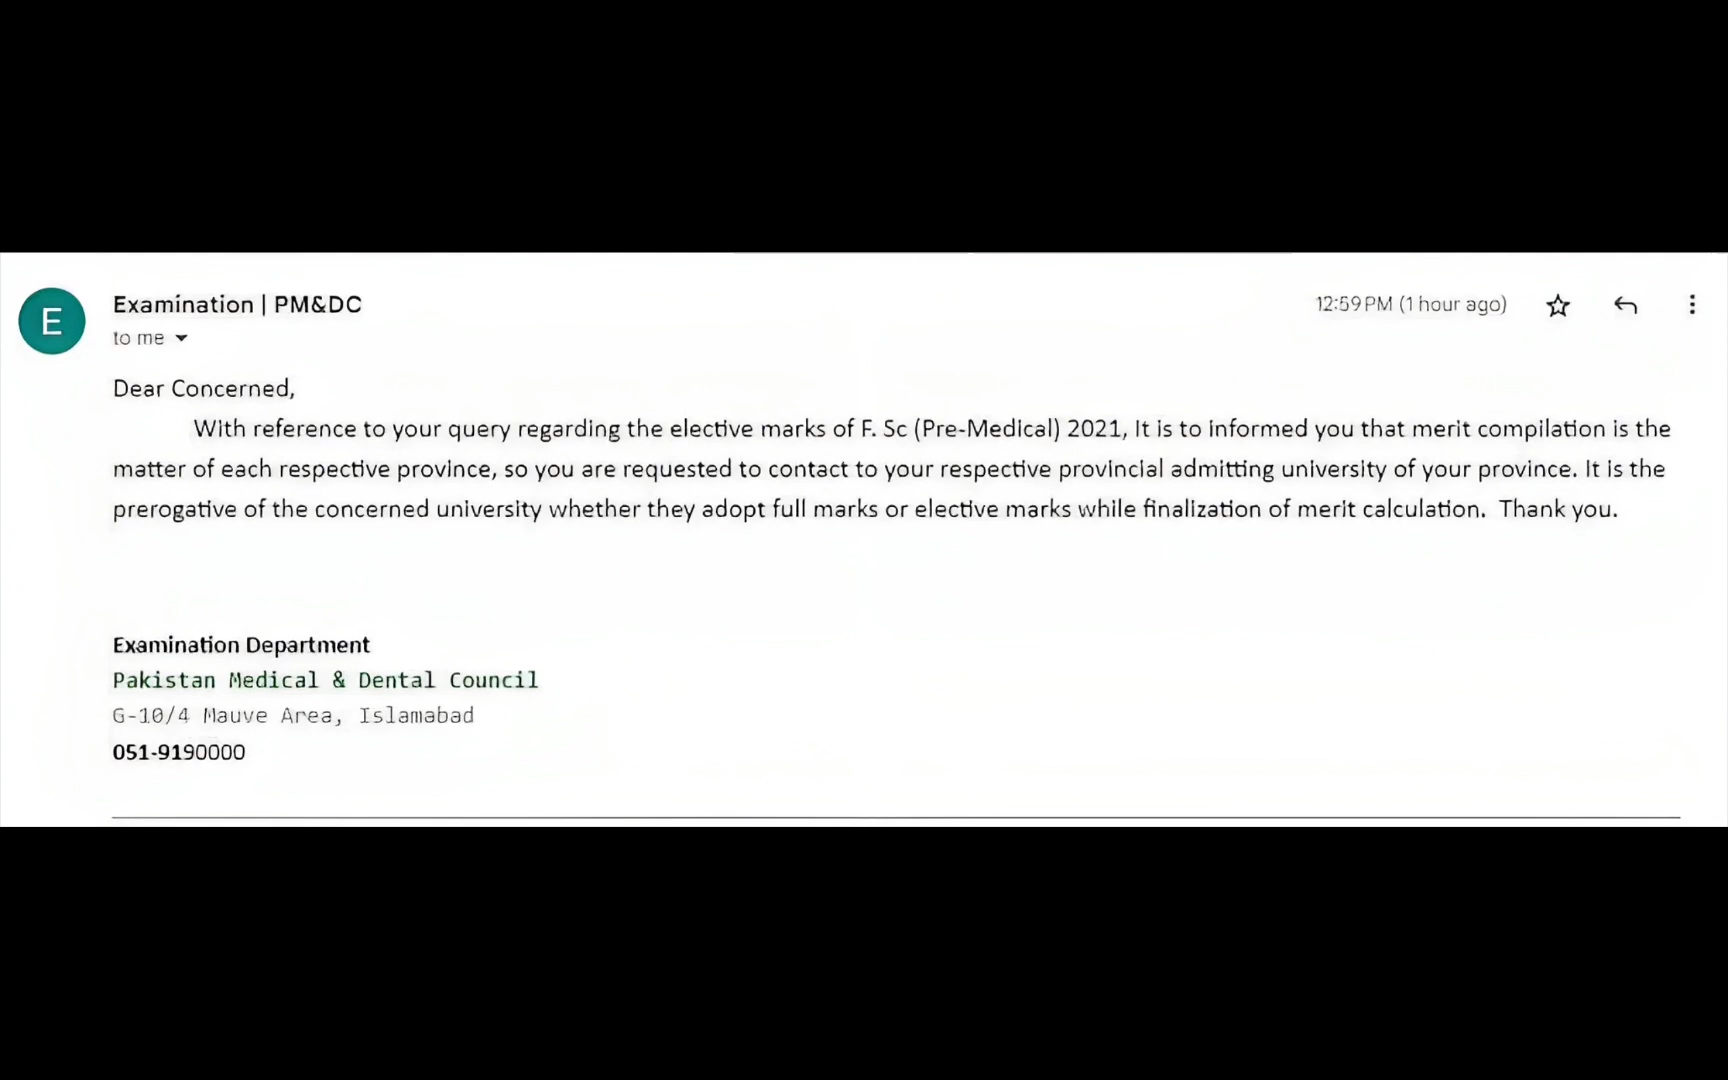 E
Examination | PM&DC
12:59 PM (1 hour ago)
to me
Dear Concerned,
With reference to your query regarding the elective marks of F. Sc (Pre-Medical) 2021, It is to informed you that merit compilation is the
matter of each respective province, so you are requested to contact to your respective provincial admitting university of your province. It is the
prerogative of the concerned university whether they adopt full marks or elective marks while finalization of merit calculation. Thank you.
Examination Department
Pakistan Medical & Dental Council
G-10/4 Mauve Area, Islamabad
051-9190000